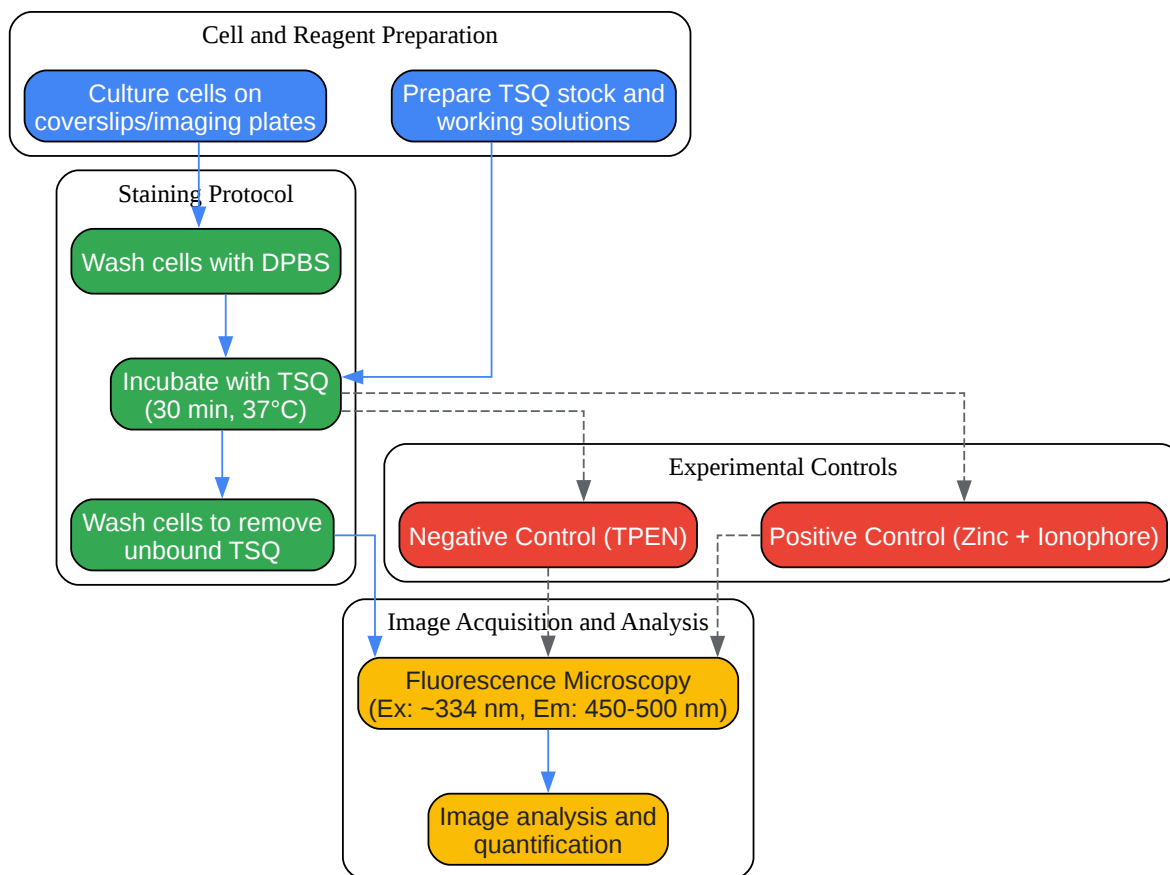 Cell and Reagent Preparation
Culture cells on
coverslips/imaging plates
Prepare TSQ stock and
working solutions
Staining Protocol
Wash cells with DPBS
Incubate with TSQ
(30 min, 37°C)
Wash cells to remove
unbound TSQ
Experimental Controls
Negative Control (TPEN)
Positive Control (Zinc + Ionophore)
Image Acquisition and Analysis
Fluorescence Microscopy
(Ex: ~334 nm, Em: 450-500 nm)
Image analysis and
quantification